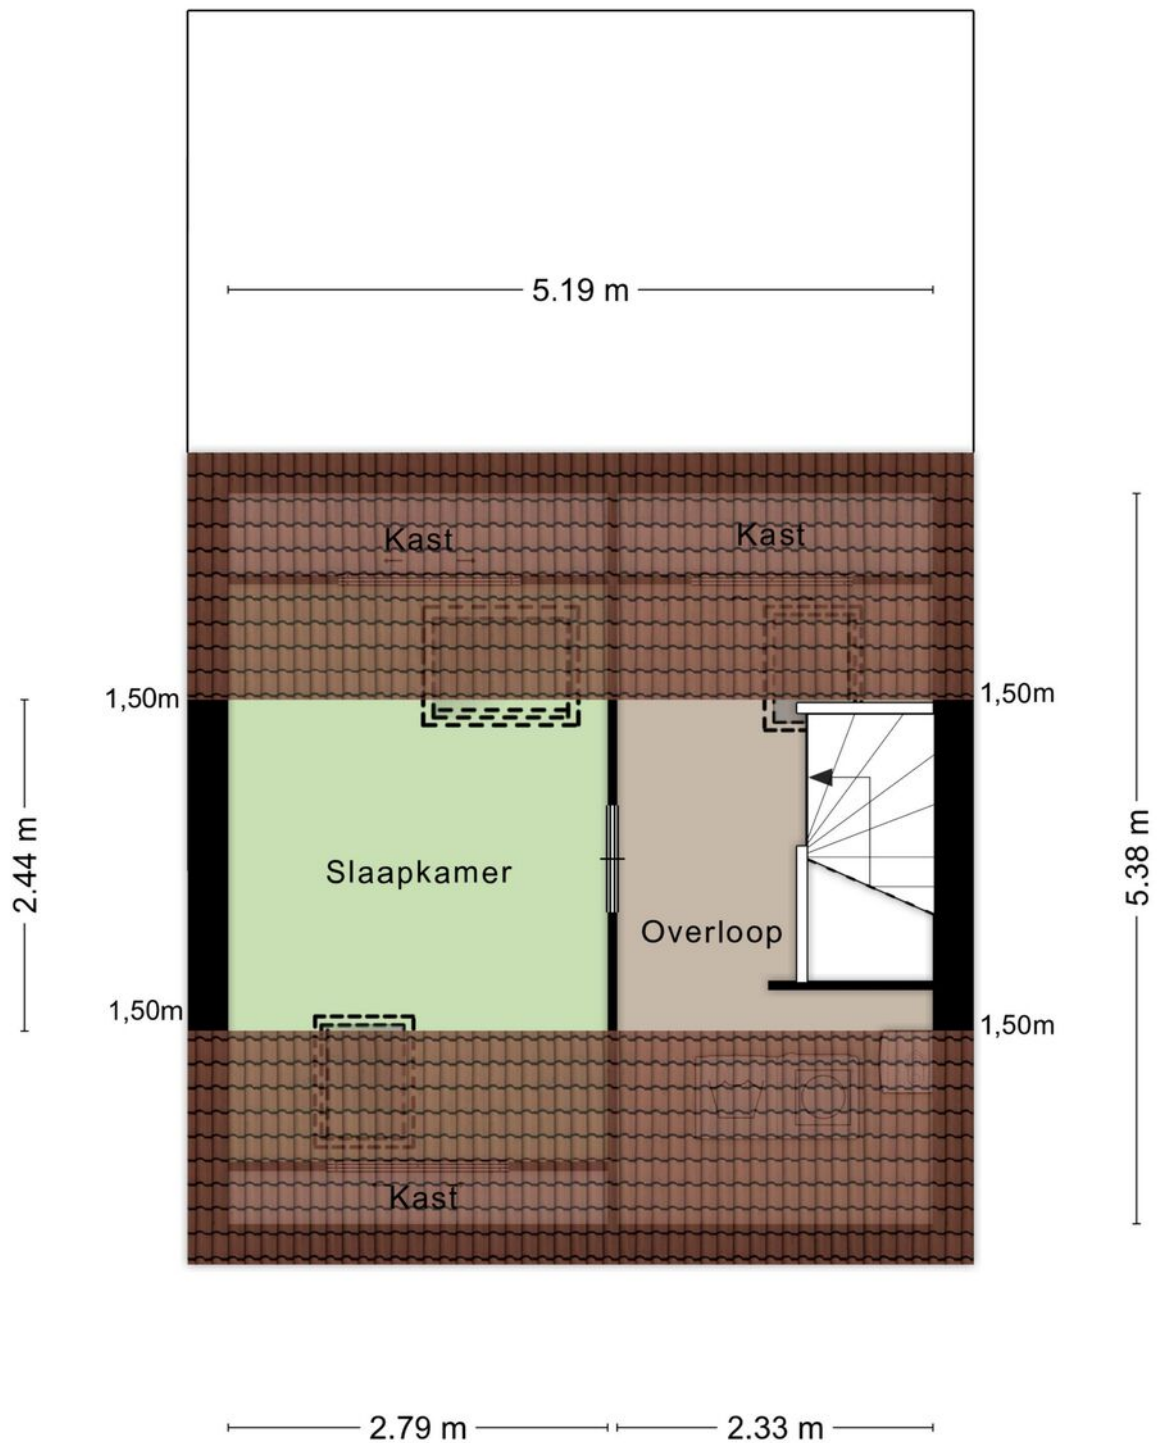 5.19 m
Kast
Kast
1,50m
1,50m
2.44 m
5.38 m
Slaapkamer
Overloop
1,50m
1,50m
Kast
2.79 m
2.33 m